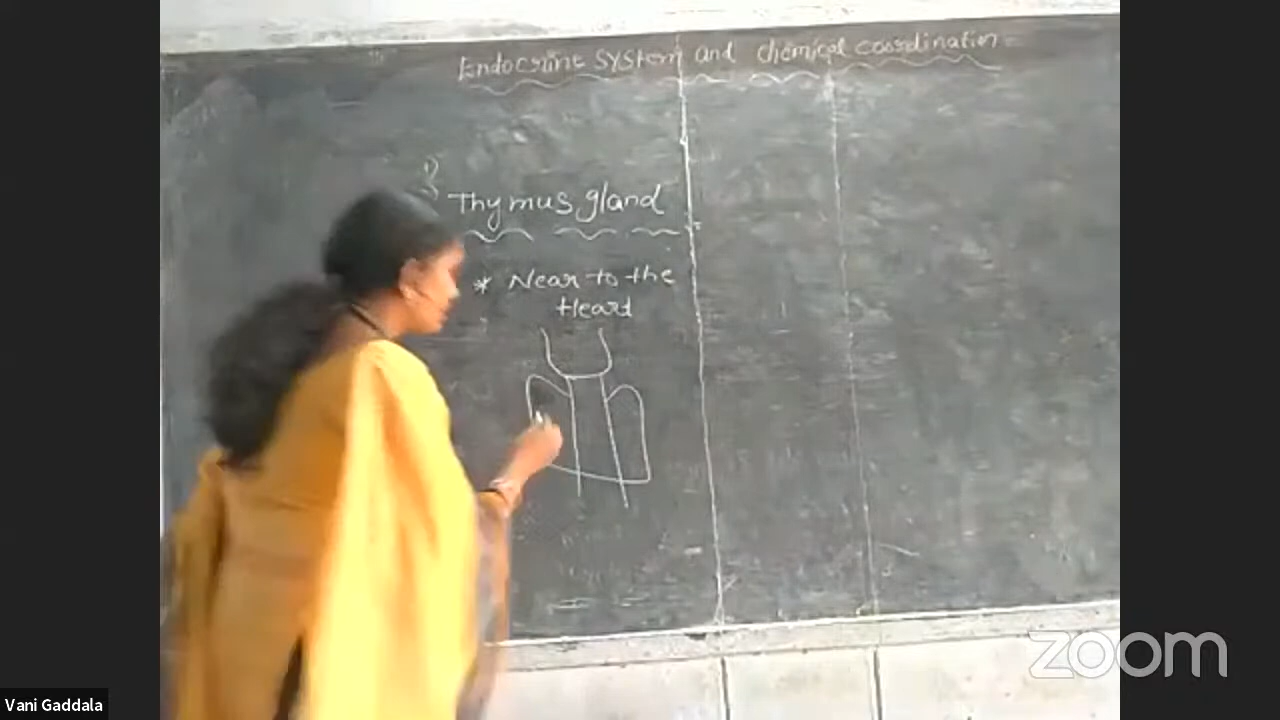 Endocrine system and chemical coordination
Thymus gland
* Near to the
Heart
zoom
Vani Gaddala